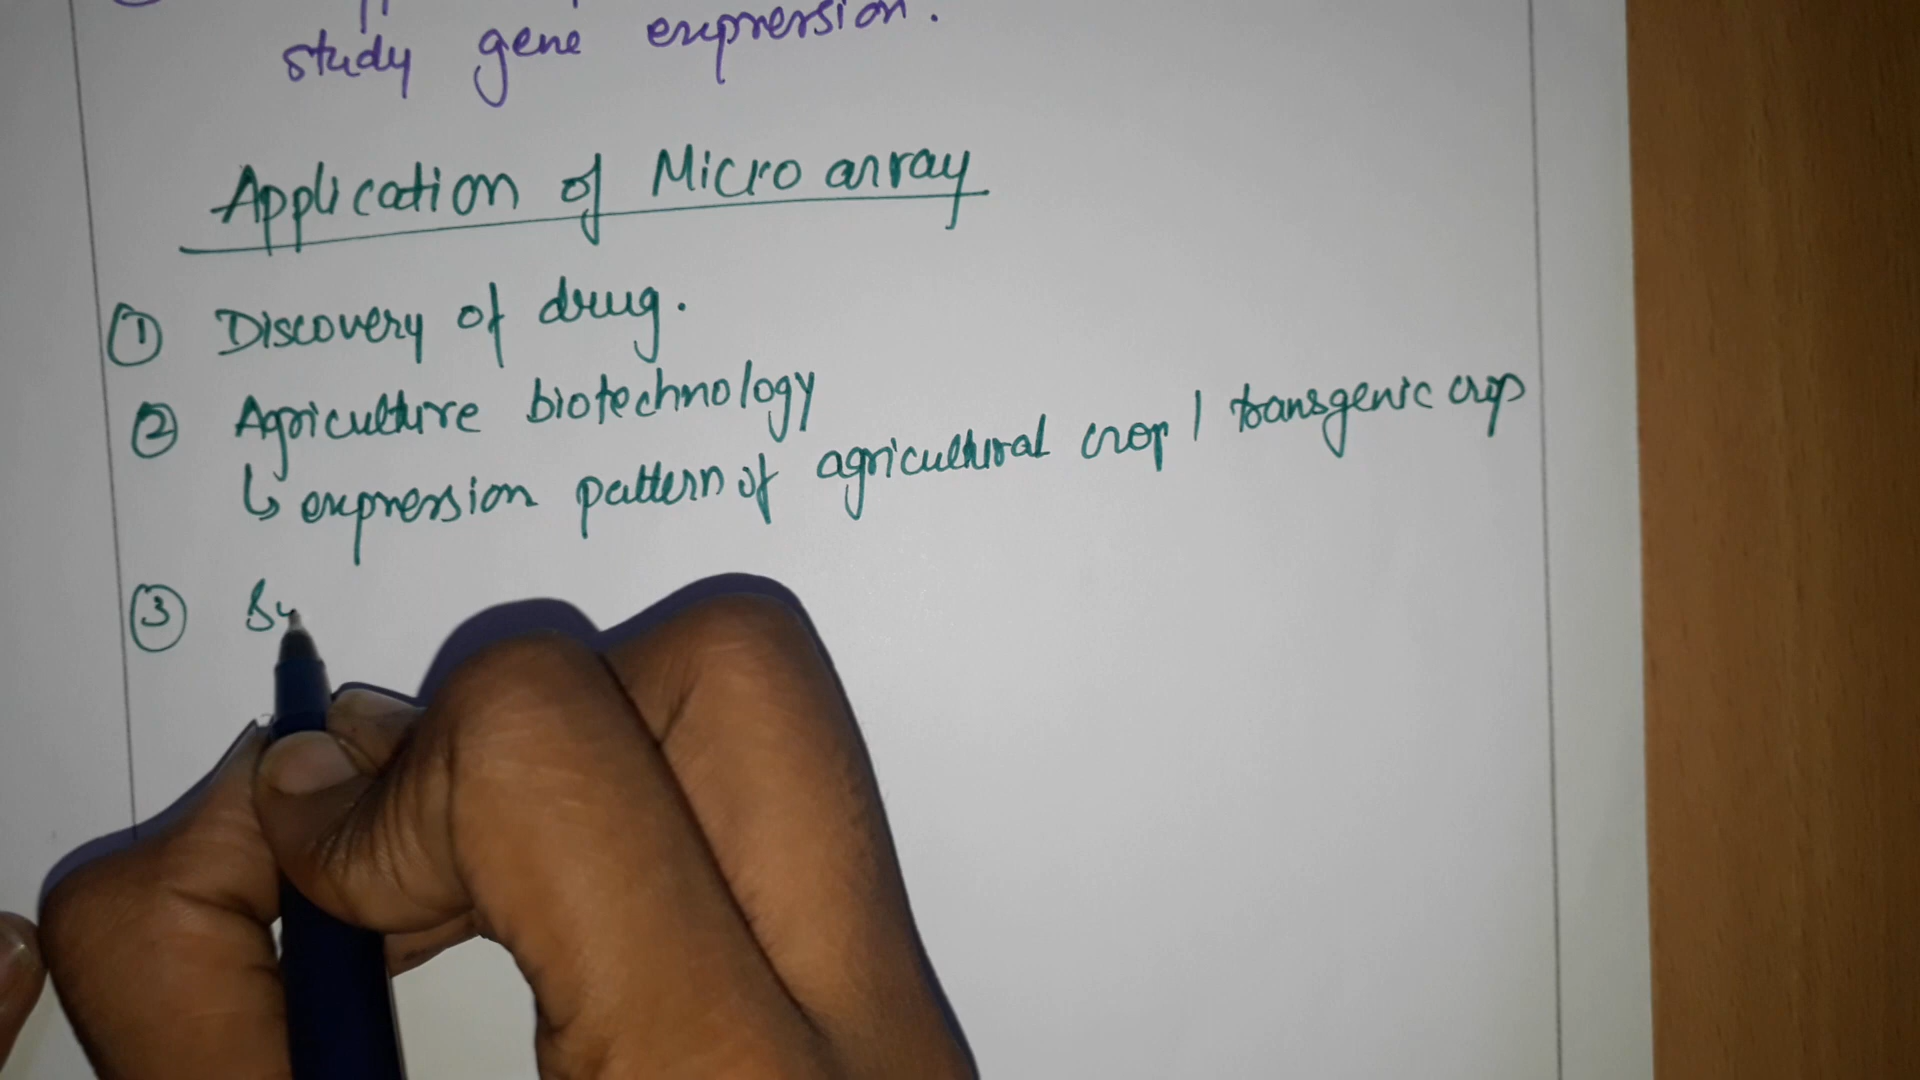 study gene expression.
Application of Micro array
① Discovery of drug.
② Agriculture biotechnology
↳ expression pattern of agricultural crop / transgenic crop
③